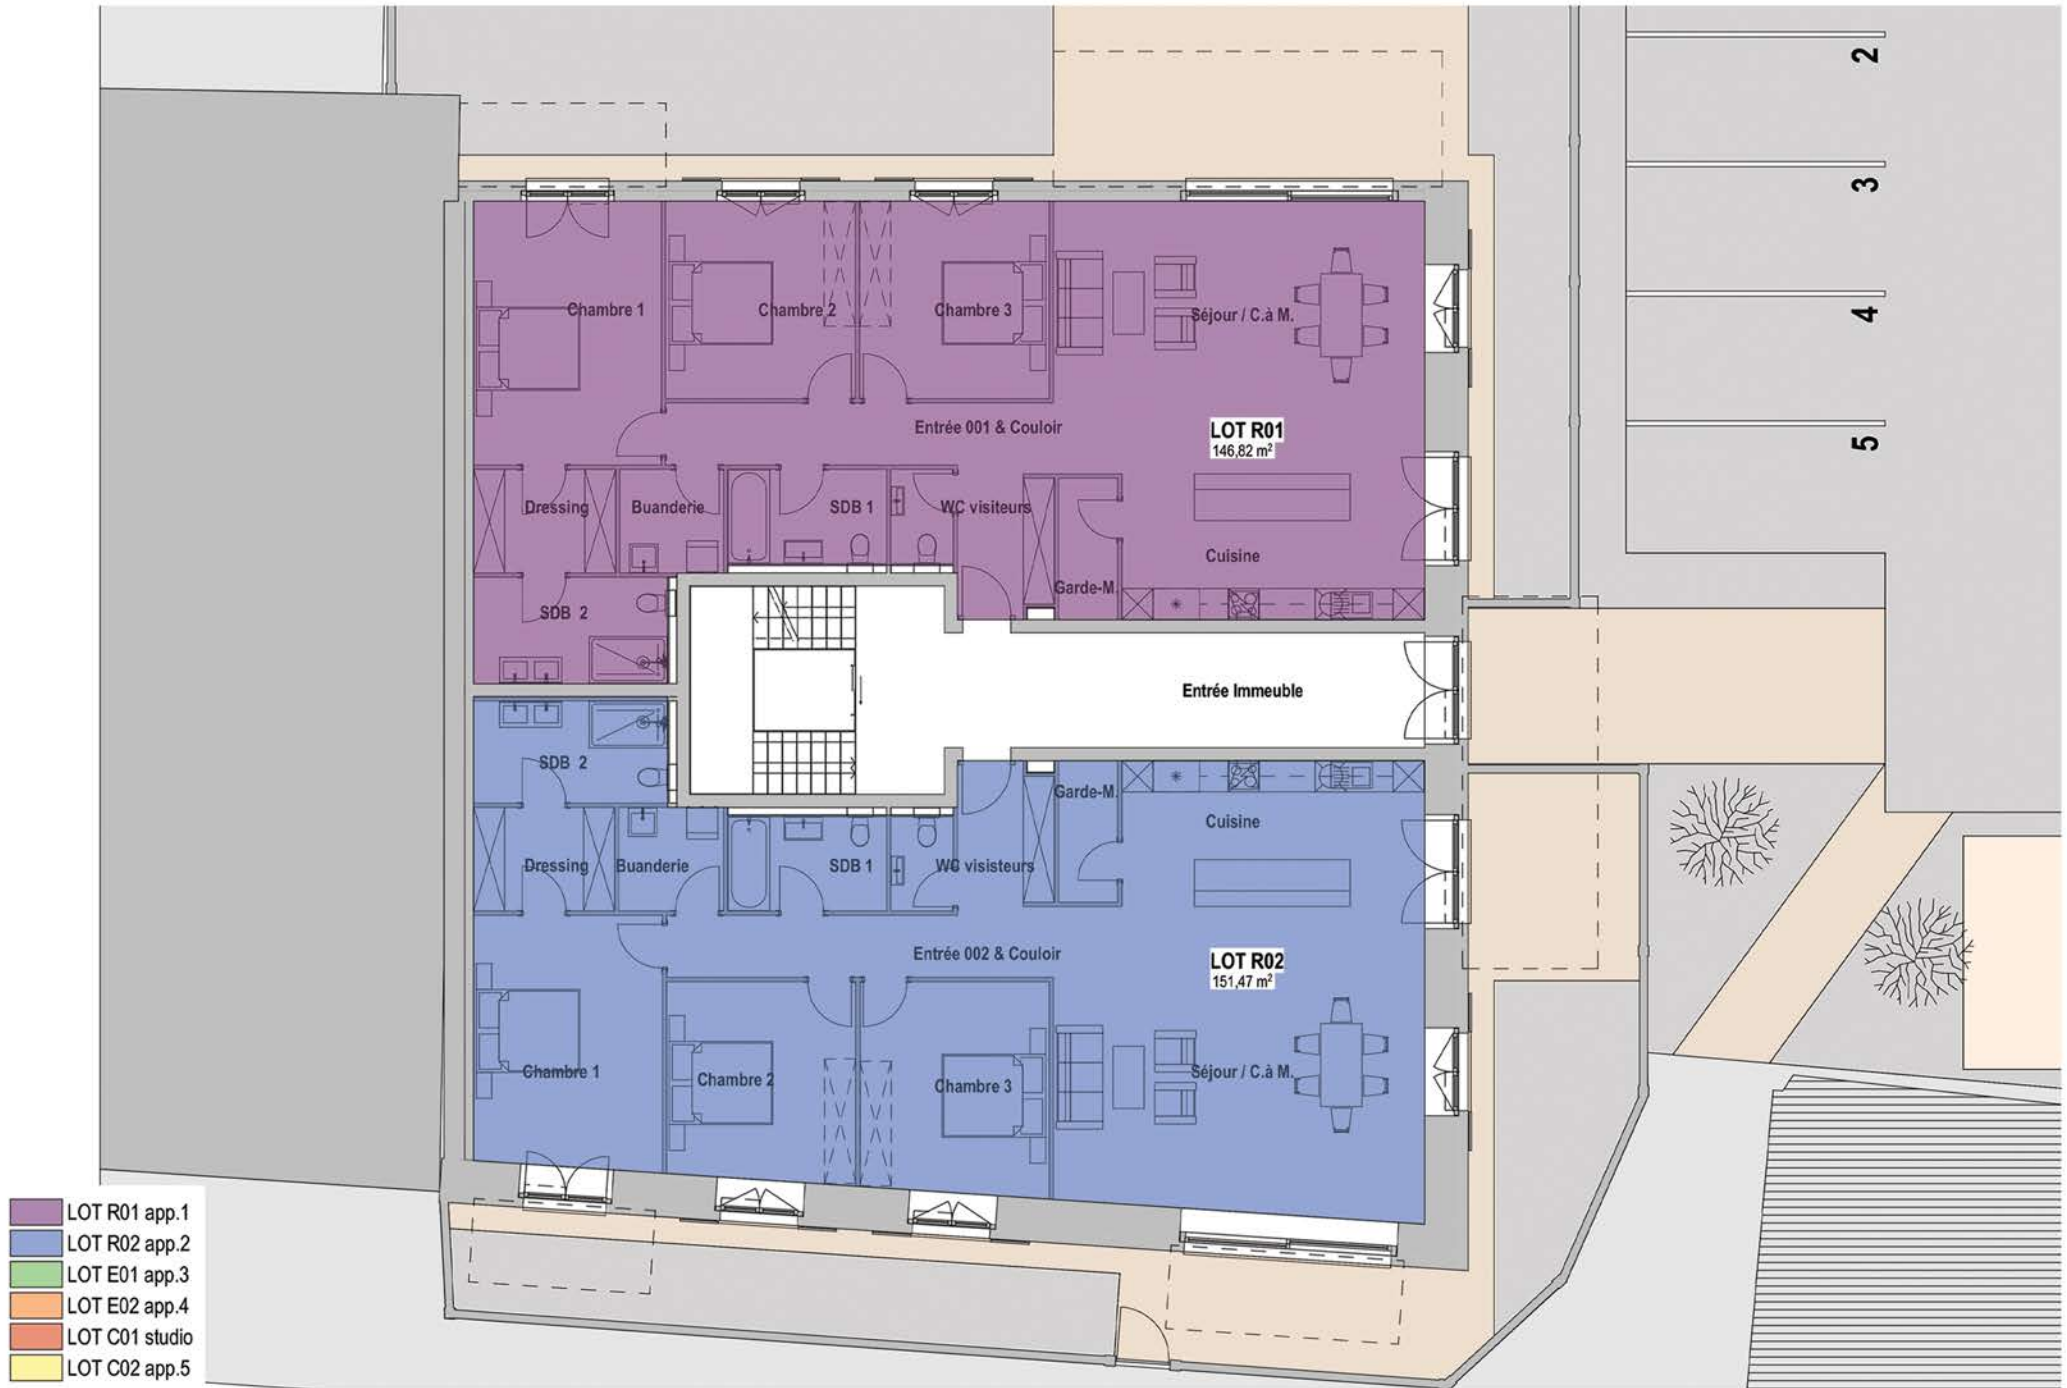 2
3
4
5
Chambre 1
Chambre 2
Chambre 3
Séjour / C.à M.
Entrée 001 & Couloir
LOT R01
146,82 m²
Dressing
Buanderie
SDB 1
WC visiteurs
Cuisine
Garde-M.
SDB 2
Entrée Immeuble
SDB 2
Garde-M.
Cuisine
Dressing
Buanderie
SDB 1
WC visisteurs
Entrée 002 & Couloir
LOT R02
151,47 m²
Chambre 1
Chambre 2
Chambre 3
Séjour / C.à M.
LOT R01 app.1
LOT R02 app.2
LOT E01 app.3
LOT E02 app.4
LOT C01 studio
LOT C02 app.5